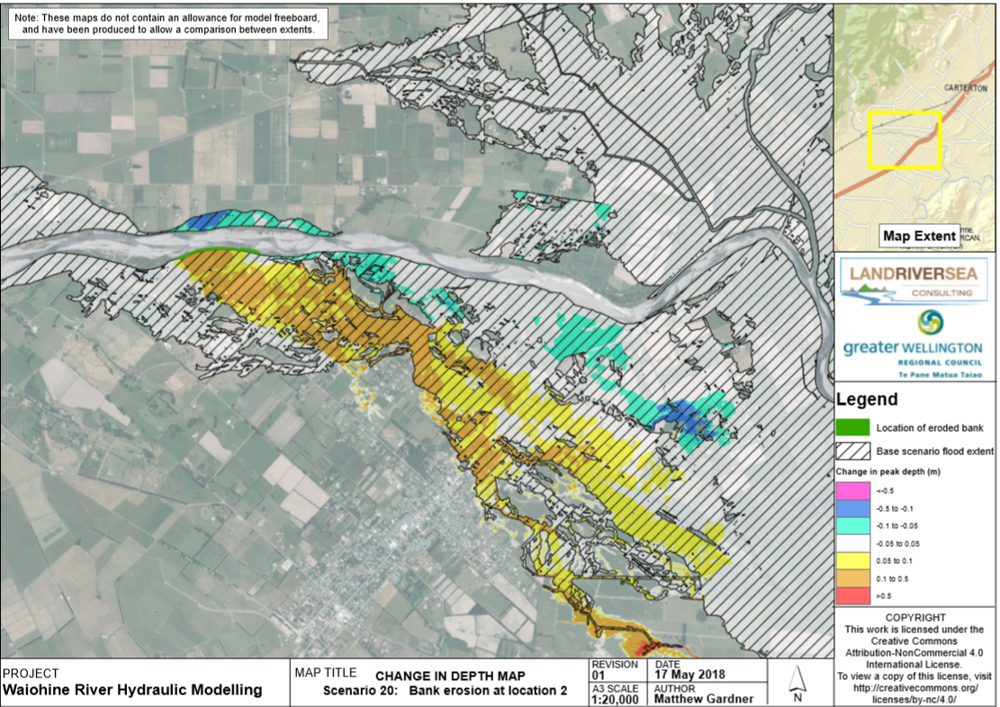 Note: These maps do not contain an allowance for model freeboard,
and have been produced to allow a comparison between extents.
CARTERTON
Map Extent
RCAN,
LANDRIVERSEA
CONSULTING
greater WELLINGTON
REGIONAL COUNCIL
Te Pane Matua Taiao
Legend
Location of eroded bank
Base scenario flood extent
Change in peak depth (m)
<-0.5
-0.5 to -0.1
-0.1 to -0.05
-0.05 to 0.05
0.05 to 0.1
0.1 to 0.5
>0.5
COPYRIGHT
This work is licensed under the
Creative Commons
Attribution-NonCommercial 4.0
International License.
To view a copy of this license, visit
http://creativecommons.org/
licenses/by-nc/4.0/
PROJECT
Waiohine River Hydraulic Modelling
MAP TITLE CHANGE IN DEPTH MAP
Scenario 20: Bank erosion at location 2
REVISION
01
DATE
17 May 2018
A3 SCALE
1:20,000
AUTHOR
Matthew Gardner
N